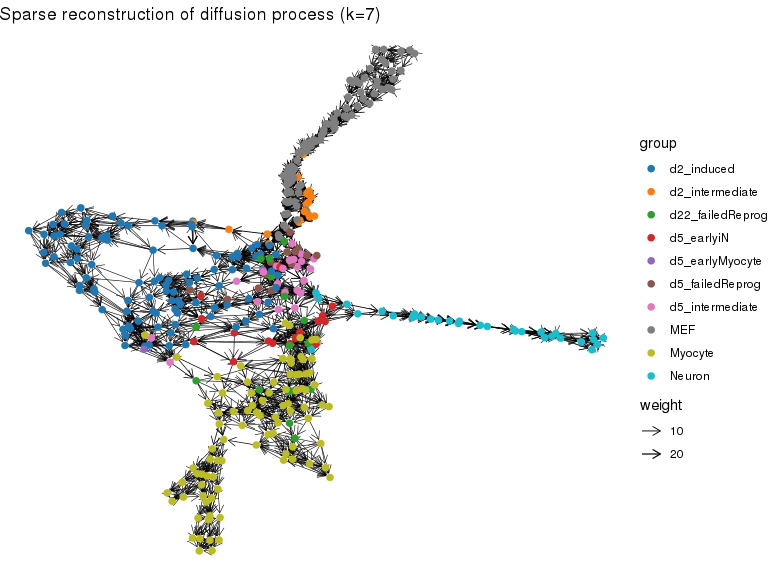 Sparse reconstruction of diffusion process (k=7)
group
d2_induced
d2_intermediate
d22_failedReprog
d5_earlyiN
d5_earlyMyocyte
d5_failedReprog
d5_intermediate
MEF
Myocyte
Neuron
weight
10
20